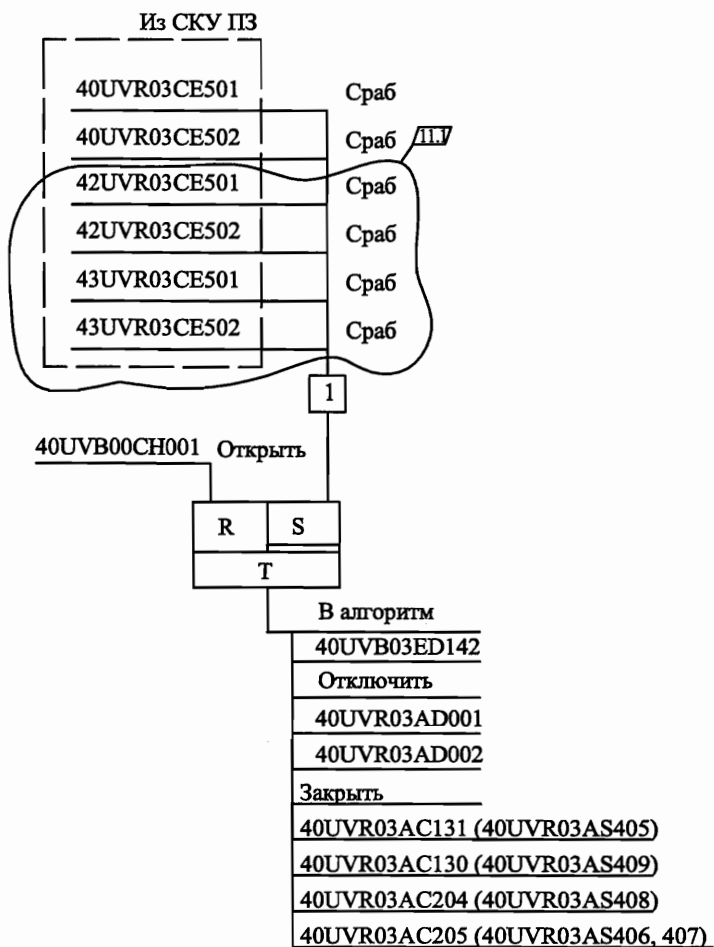 Из СКУ ПЗ
40UVR03CE501 Сраб
40UVR03CE502 Сраб 11.1
42UVR03CE501 Сраб
42UVR03CE502 Сраб
43UVR03CE501 Сраб
43UVR03CE502 Сраб
1
40UVB00CH001 Открыть
R S
T
В алгоритм
40UVB03ED142
Отключить
40UVR03AD001
40UVR03AD002
Закрыть
40UVR03AC131 (40UVR03AS405)
40UVR03AC130 (40UVR03AS409)
40UVR03AC204 (40UVR03AS408)
40UVR03AC205 (40UVR03AS406, 407)